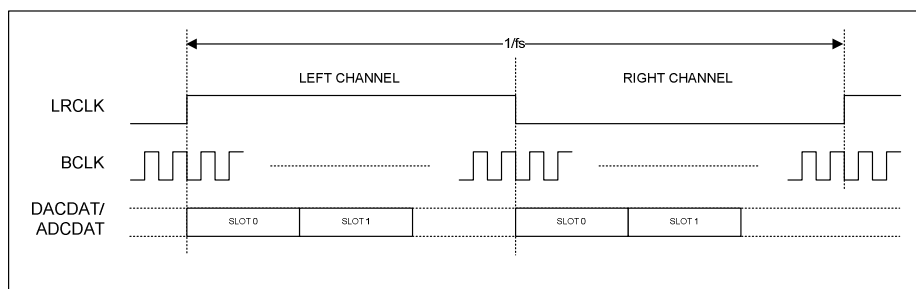 1/fs
LEFT CHANNEL
RIGHT CHANNEL
LRCLK
BCLK
DACDAT/
ADCDAT
SLOT 0
SLOT 1
SLOT 0
SLOT 1